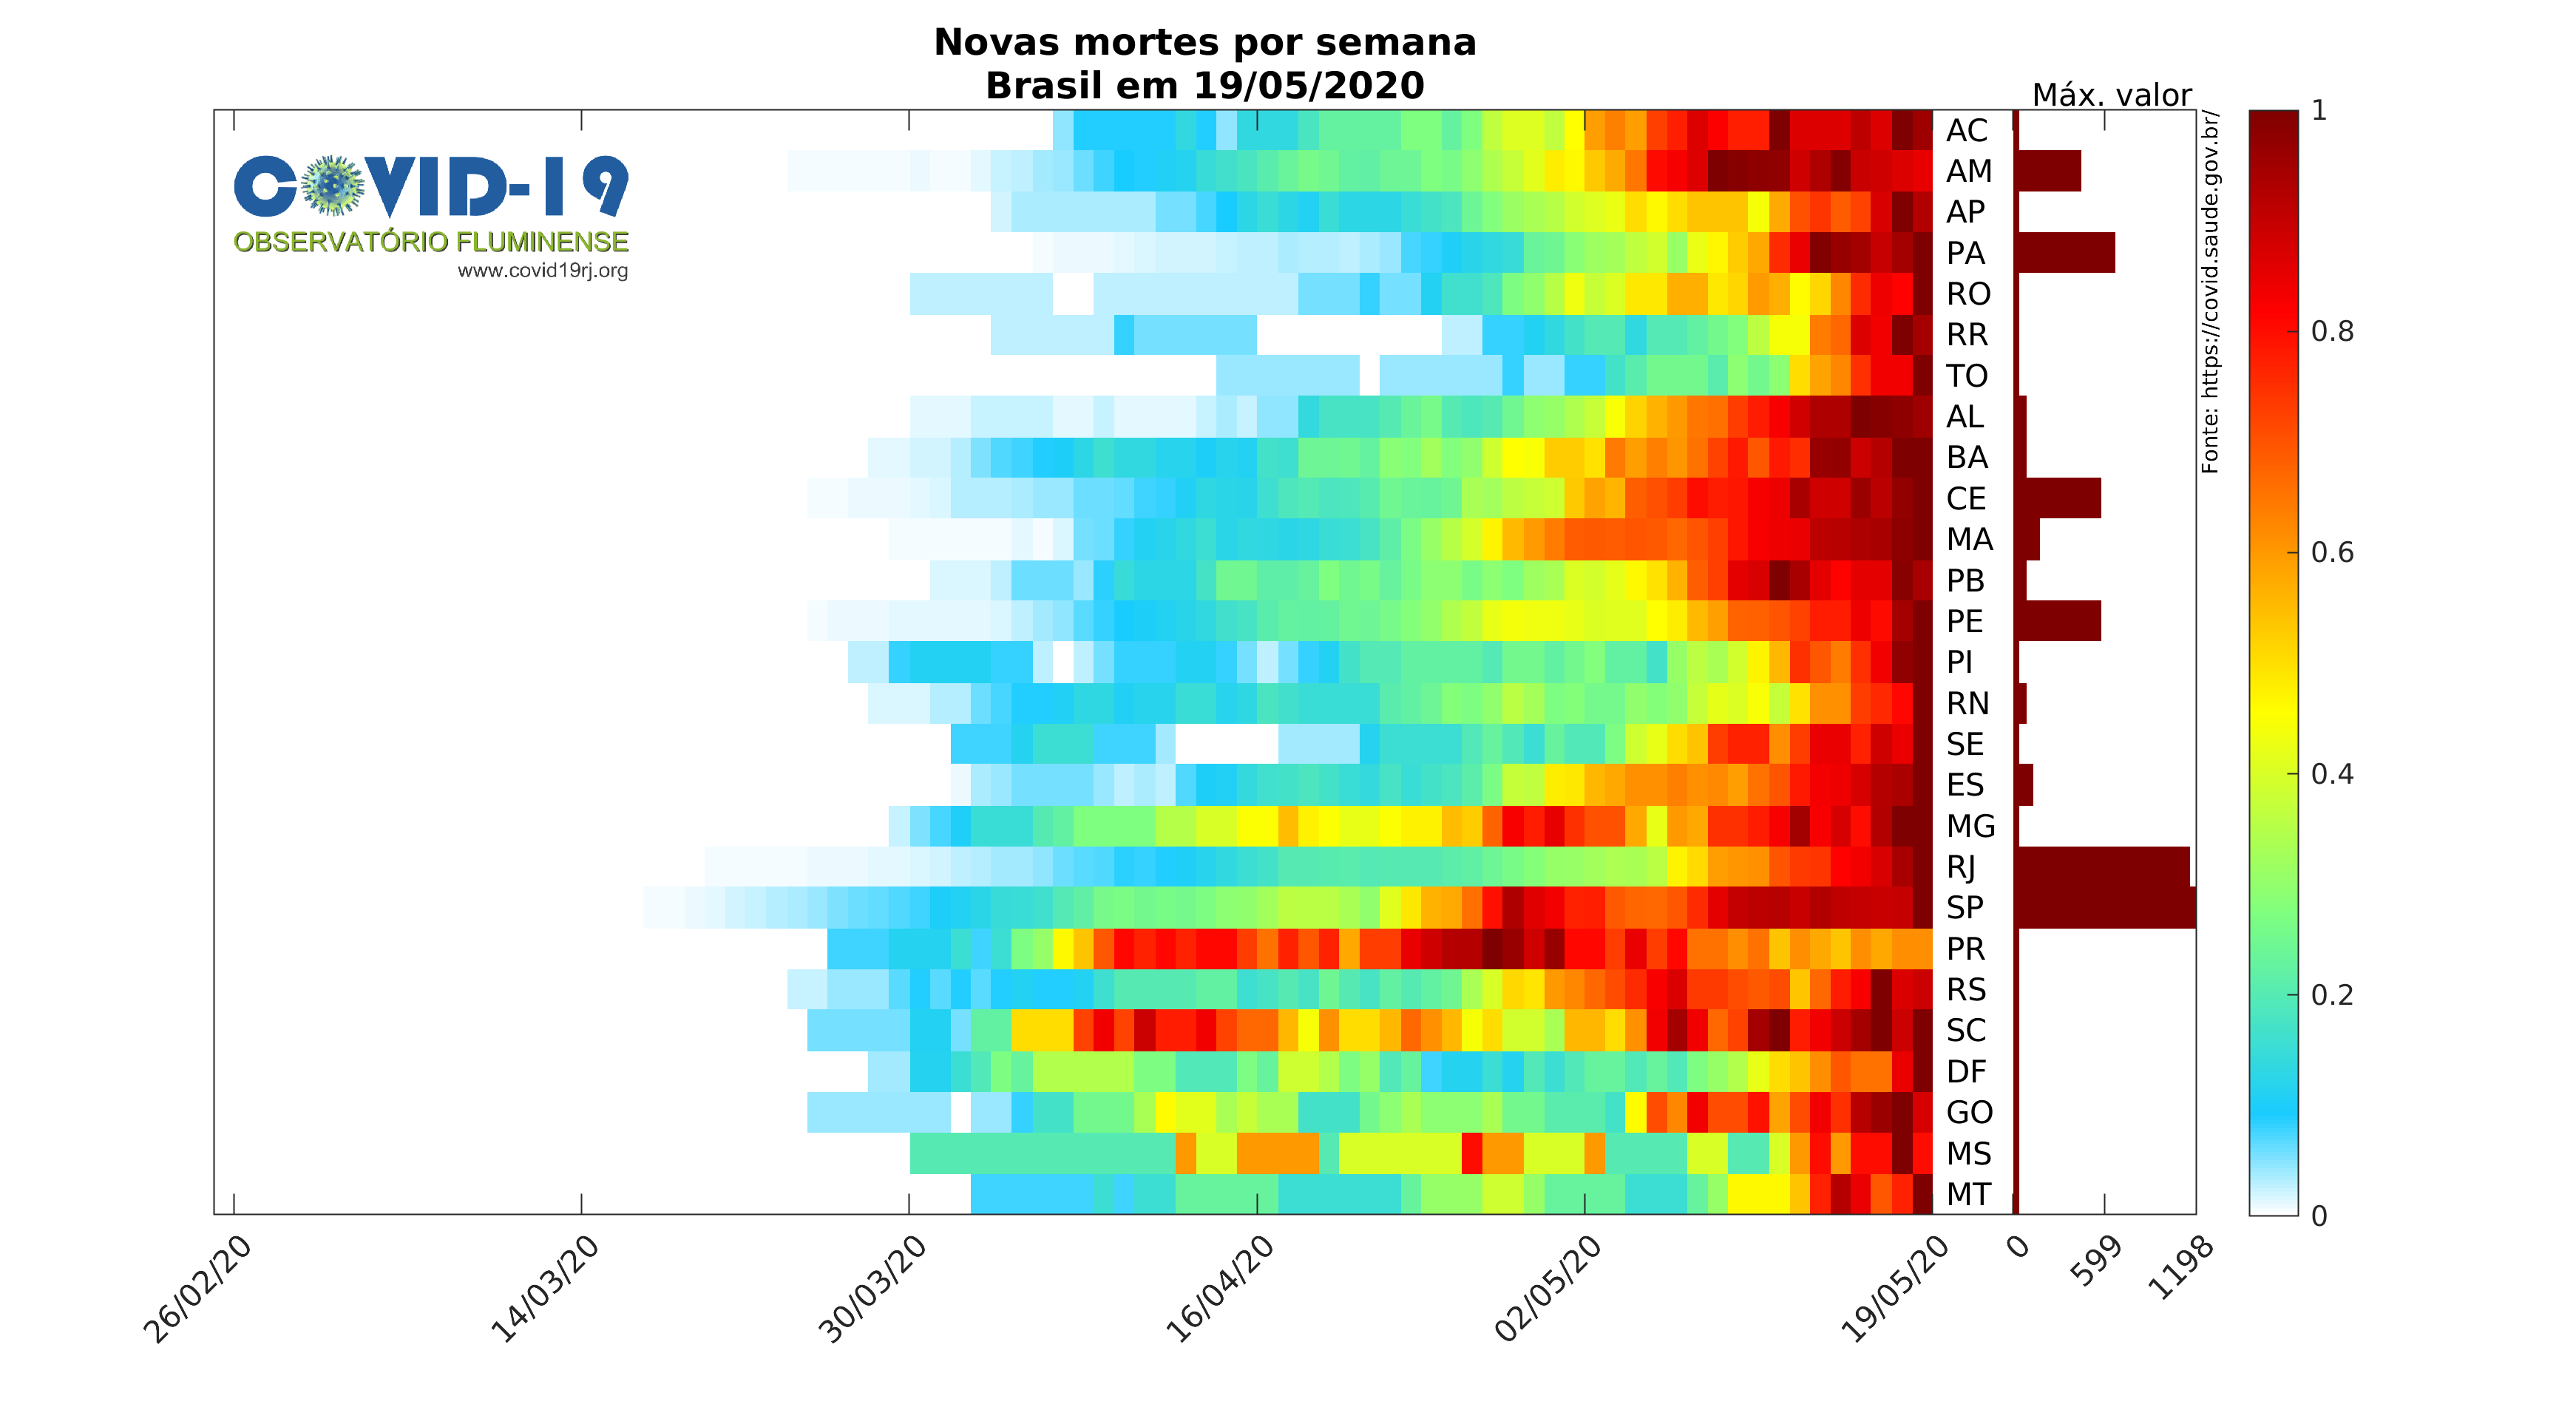 Novas mortes por semana
Brasil em 19/05/2020
Máx. valor
COVID-19
OBSERVATÓRIO FLUMINENSE
www.covid19rj.org
AC
AM
AP
PA
RO
RR
TO
AL
BA
CE
MA
PB
PE
PI
RN
SE
ES
MG
RJ
SP
PR
RS
SC
DF
GO
MS
MT
Fonte: https://covid.saude.gov.br/
1
0.8
0.6
0.4
0.2
0
26/02/20
14/03/20
30/03/20
16/04/20
02/05/20
19/05/20
0
599
1198